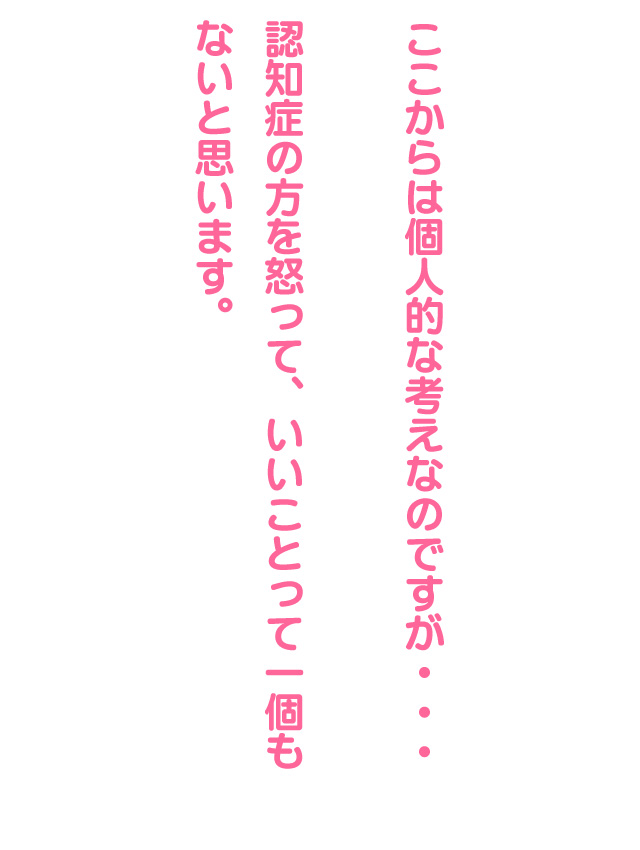 ここからは個人的な考えなのですが・・・
認知症の方を怒って、いいことって一個も
ないと思います。